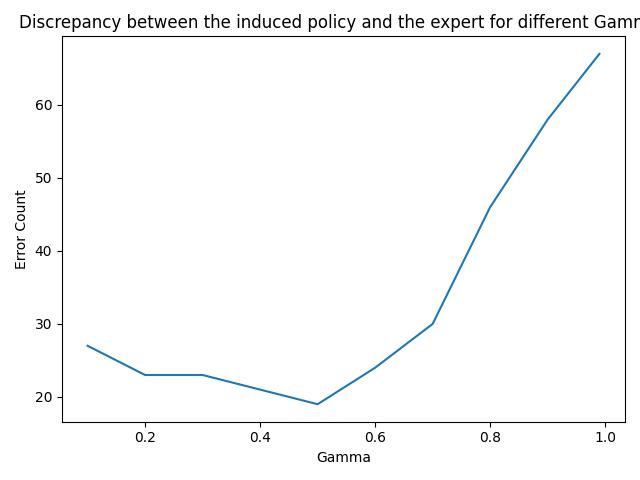 Discrepancy between the induced policy and the expert for different Gam
60
50
40
30
20
Error Count
0.2 0.4 0.6 0.8 1.0
Gamma